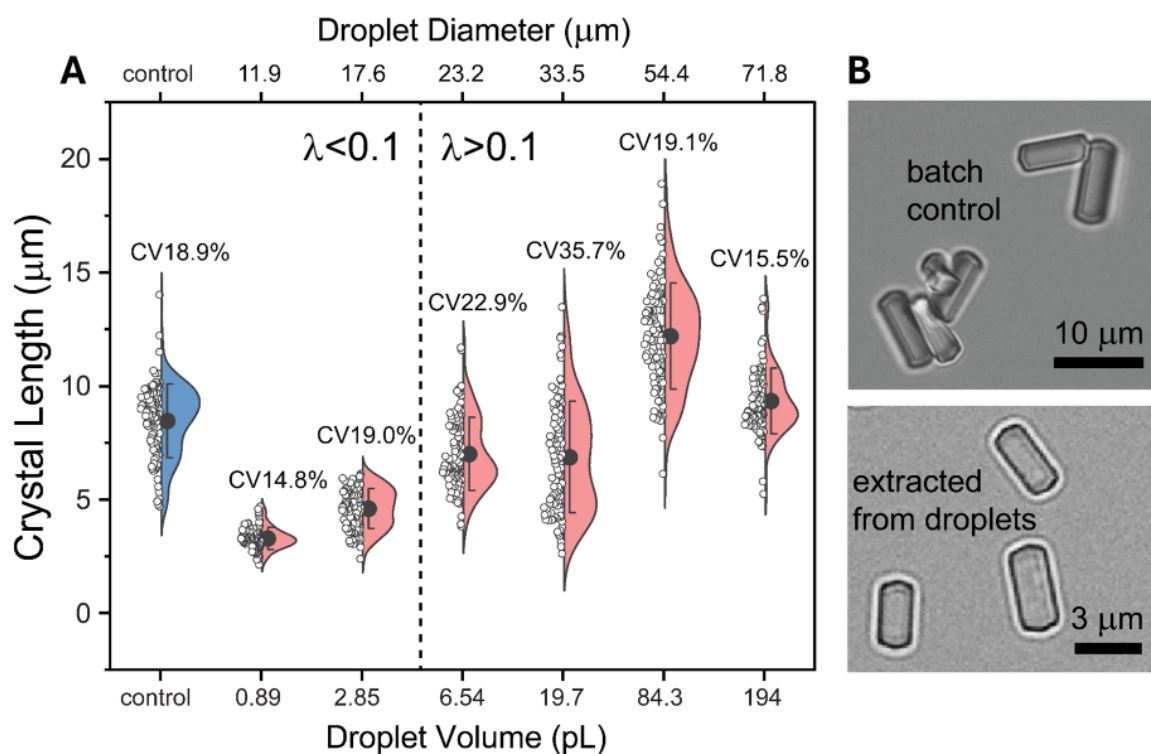 Droplet Diameter (μm)
A
control 11.9 17.6 23.2 33.5 54.4 71.8
B
λ<0.1 λ>0.1
CV19.1%
CV18.9%
CV35.7%
CV15.5%
CV22.9%
CV19.0%
CV14.8%
20
15
10
5
0
Crystal Length (μm)
control 0.89 2.85 6.54 19.7 84.3 194
Droplet Volume (pL)
batch
control
10 μm
extracted
from droplets
3 μm